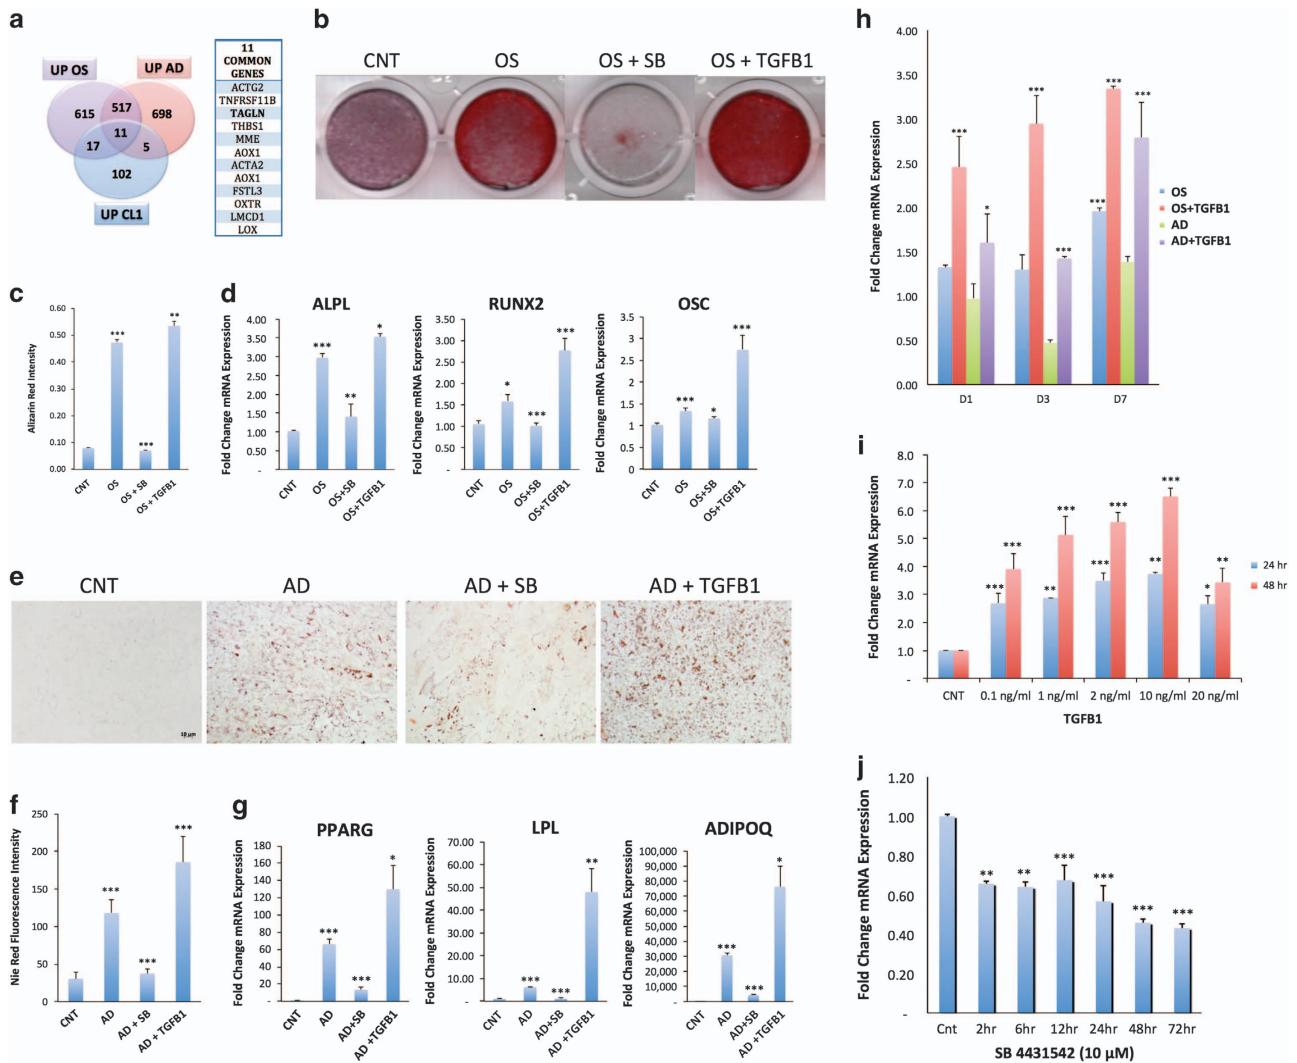 a
UP OS
UP AD
615
517
698
11
17
5
102
UP CL1
11
COMMON
GENES
ACTG2
TNFRSF11B
TAGLN
THBS1
MME
AOX1
ACTA2
AOX1
FSTL3
OXTR
LMCD1
LOX
b
CNT
OS
OS + SB
OS + TGFB1
c
Alizarin Red Intensity
0.60
0.50
0.40
0.30
0.20
0.10
0.00
***
***
**
CNT
OS
OS + SB
OS + TGFB1
d
ALPL
Fold Change mRNA Expression
4.00
3.50
3.00
2.50
2.00
1.50
1.00
0.50
-
***
**
*
CNT
OS
OS+SB
OS+TGFB1
RUNX2
Fold Change mRNA Expression
3.50
3.00
2.50
2.00
1.50
1.00
0.50
-
*
***
***
CNT
OS
OS+SB
OS+TGFB1
OSC
Fold Change mRNA Expression
3.5
3
2.5
2
1.5
1
0.5
0
***
*
***
CNT
OS
OS+SB
OS+TGFB1
e
CNT
AD
AD + SB
AD + TGFB1
10 µm
f
Nie Red Fluorescence Intensity
250
200
150
100
50
0
***
***
***
CNT
AD
AD + SB
AD + TGFB1
g
PPARG
Fold Change mRNA Expression
180
160
140
120
100
80
60
40
20
-
***
***
*
CNT
AD
AD+SB
AD +TGFB1
LPL
Fold Change mRNA Expression
70.00
60.00
50.00
40.00
30.00
20.00
10.00
-
***
***
**
CNT
AD
AD+SB
AD +TGFB1
ADIPOQ
Fold Change mRNA Expression
100,000
90,000
80,000
70,000
60,000
50,000
40,000
30,000
20,000
10,000
-
***
***
*
CNT
AD
AD+SB
AD +TGFB1
h
Fold Change mRNA Expression
4.00
3.50
3.00
2.50
2.00
1.50
1.00
0.50
0.00
***
*
***
***
***
***
***
D1
D3
D7
OS
OS+TGFB1
AD
AD+TGFB1
i
Fold Change mRNA Expression
8.0
7.0
6.0
5.0
4.0
3.0
2.0
1.0
-
***
***
**
***
***
***
**
***
*
**
CNT
0.1 ng/ml
1 ng/ml
2 ng/ml
10 ng/ml
20 ng/ml
TGFB1
24 hr
48 hr
j
Fold Change mRNA Expression
1.20
1.00
0.80
0.60
0.40
0.20
-
**
**
***
***
***
***
Cnt
2hr
6hr
12hr
24hr
48hr
72hr
SB 4431542 (10 µM)